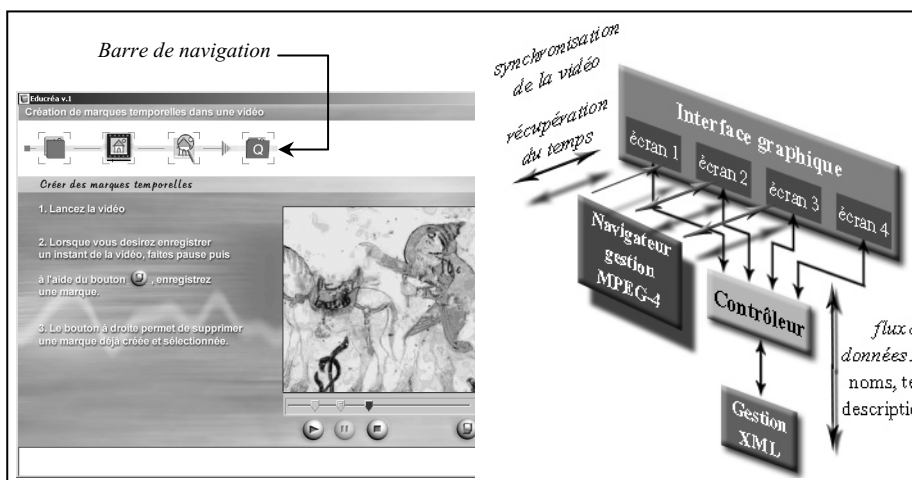 Barre de navigation
Educréa v.1
Création de marques temporelles dans une vidéo
Q
Créer des marques temporelles
1. Lancez la vidéo
2. Lorsque vous desirez enregistrer
un instant de la vidéo, faites pause puis
à l'aide du bouton , enregistrez
une marque.
3. Le bouton à droite permet de supprimer
une marque déjà créée et sélectionnée.
synchronisation
de la vidéo
récupération
du temps
Interface graphique
écran 1
écran 2
écran 3
écran 4
Navigateur
gestion
MPEG-4
Contrôleur
Gestion
XML
flux
données
noms,